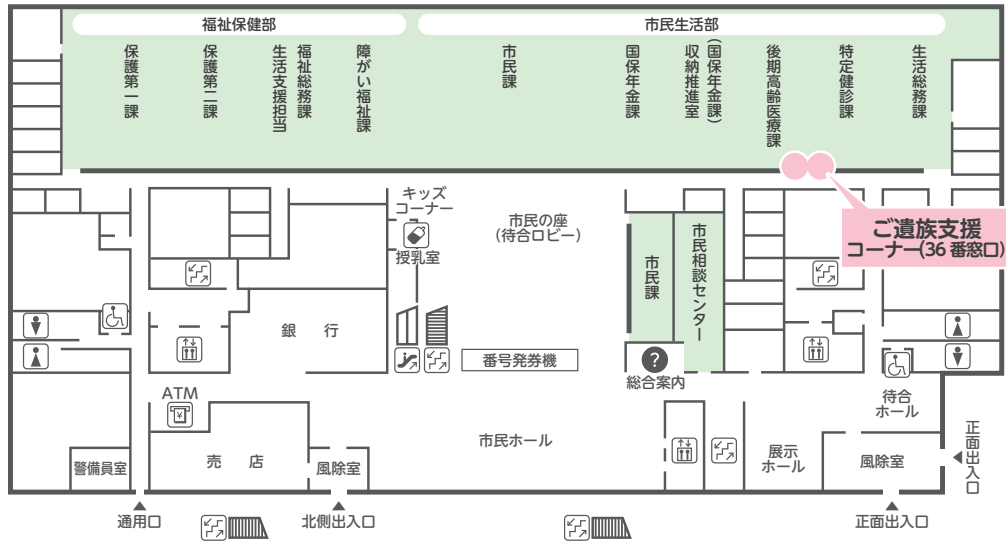 福祉保健部
市民生活部
保護第一課
保護第二課
生活支援担当
福祉総務課
障がい福祉課
市民課
国保年金課
収納推進室
(国保年金課)
後期高齢医療課
特定健診課
生活総務課
キッズ
コーナー
授乳室
市民の座
(待合ロビー)
市民課
市民相談センター
ご遺族支援
コーナー(36番窓口)
銀行
番号発券機
?
総合案内
ATM
¥
売店
警備員室
風除室
市民ホール
展示
ホール
待合
ホール
風除室
正面出入口
通用口
北側出入口
正面出入口